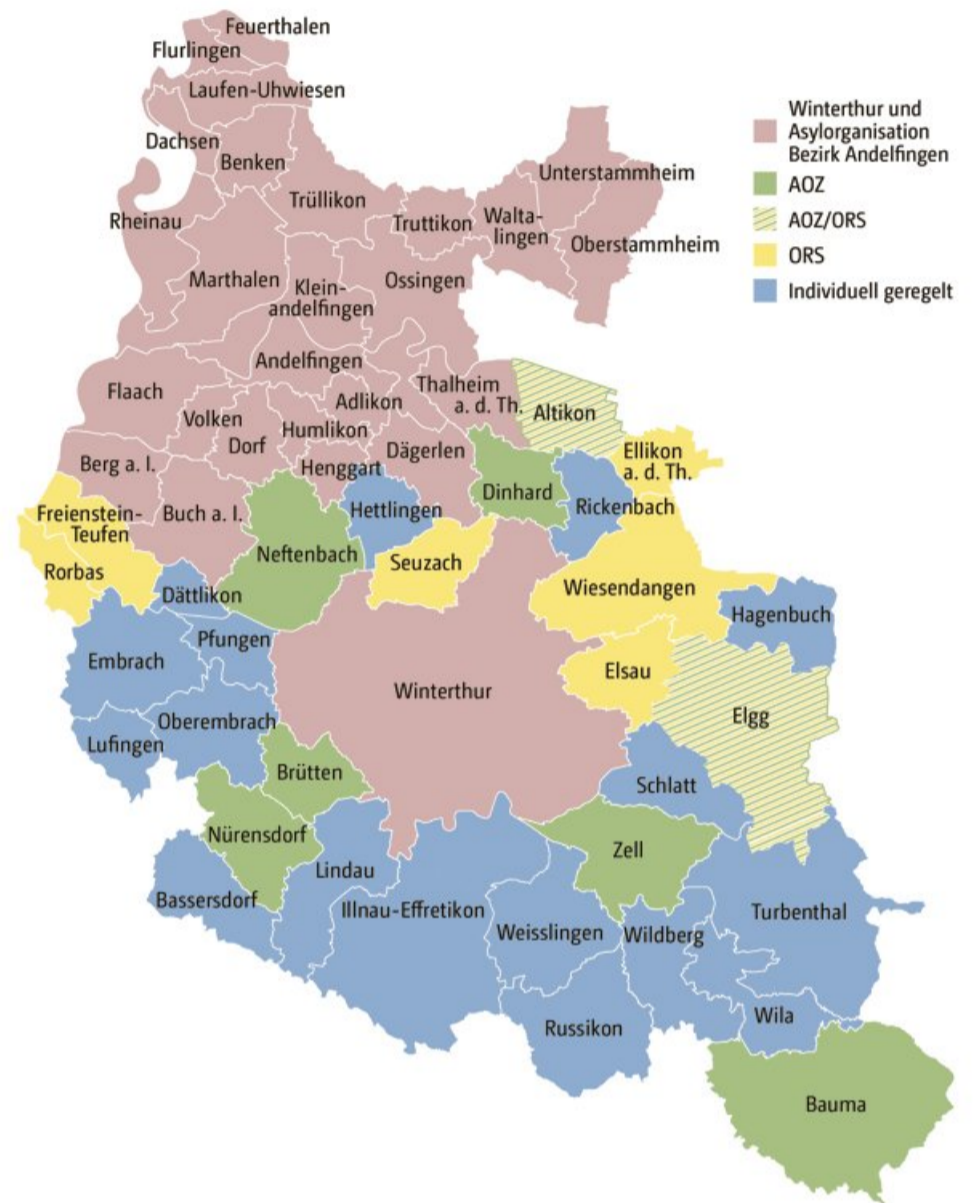 Feuerthalen
Flurlingen
Laufen-Uhwiesen
Dachsen
Benken
Rheinau
Trüllikon
Truttikon
Walta-
lingen
Unterstammheim
Oberstammheim
Marthalen
Klein-
andelfingen
Ossingen
Andelfingen
Flaach
Thalheim
a. d. Th.
Adlikon
Altikon
Volken
Dorf
Humlikon
Dägerlen
Ellikon
a. d. Th.
Berg a. I.
Henggart
Dinhard
Rickenbach
Freienstein-
Teufen
Buch a. I.
Hettlingen
Neftenbach
Seuzach
Rorbas
Wiesendangen
Dättlikon
Hagenbuch
Pfungen
Embrach
Elsau
Winterthur
Elgg
Oberembrach
Lufingen
Brütten
Schlatt
Nürensdorf
Zell
Lindau
Bassersdorf
Illnau-Effretikon
Turbenthal
Weisslingen
Wildberg
Wila
Russikon
Bauma
Winterthur und
Asylorganisation
Bezirk Andelfingen
AOZ
AOZ/ORS
ORS
Individuell geregelt